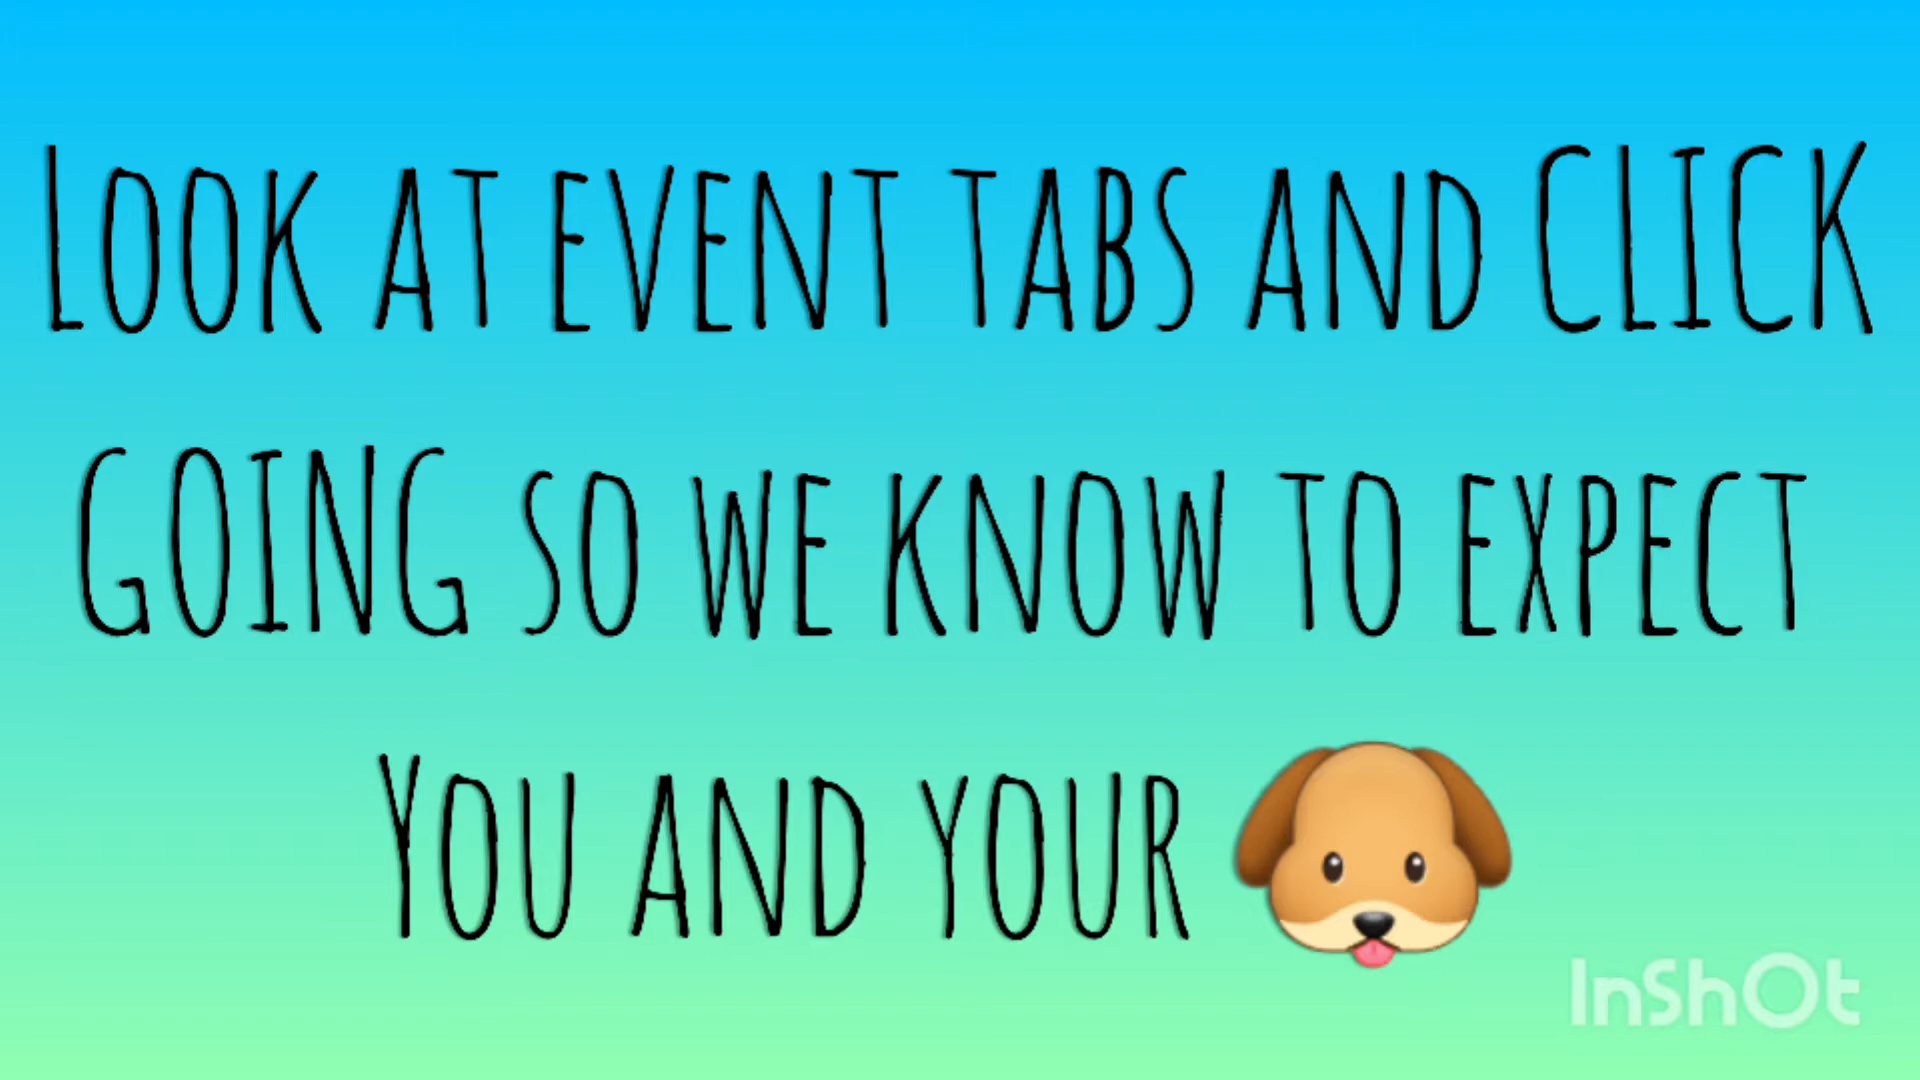 Look at event tabs and CLICK
GOING so we know to expect
You and your 🐶
InShOt